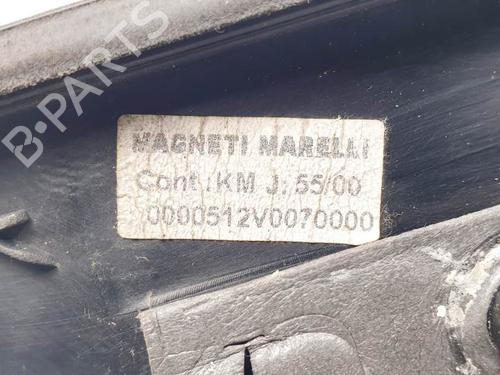 B-PARTS
MAGNETI MARELLI
Cont.: KM J: 55/00
0000512V0070000